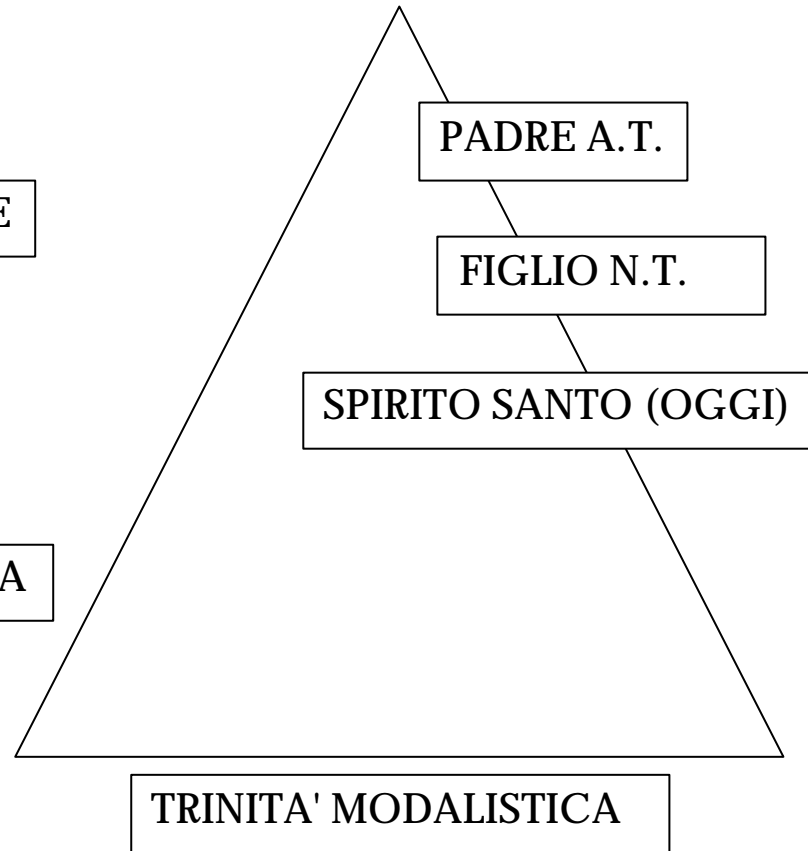 PADRE A.T.
E
FIGLIO N.T.
SPIRITO SANTO (OGGI)
A
TRINITA' MODALISTICA